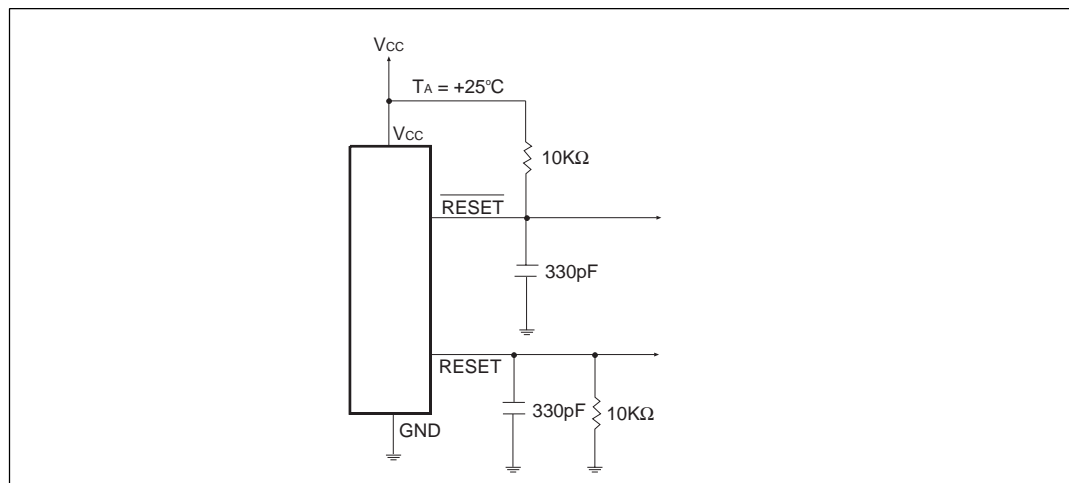 VCC
TA = +25°C
VCC
10KΩ
RESET
330pF
RESET
330pF
10KΩ
GND